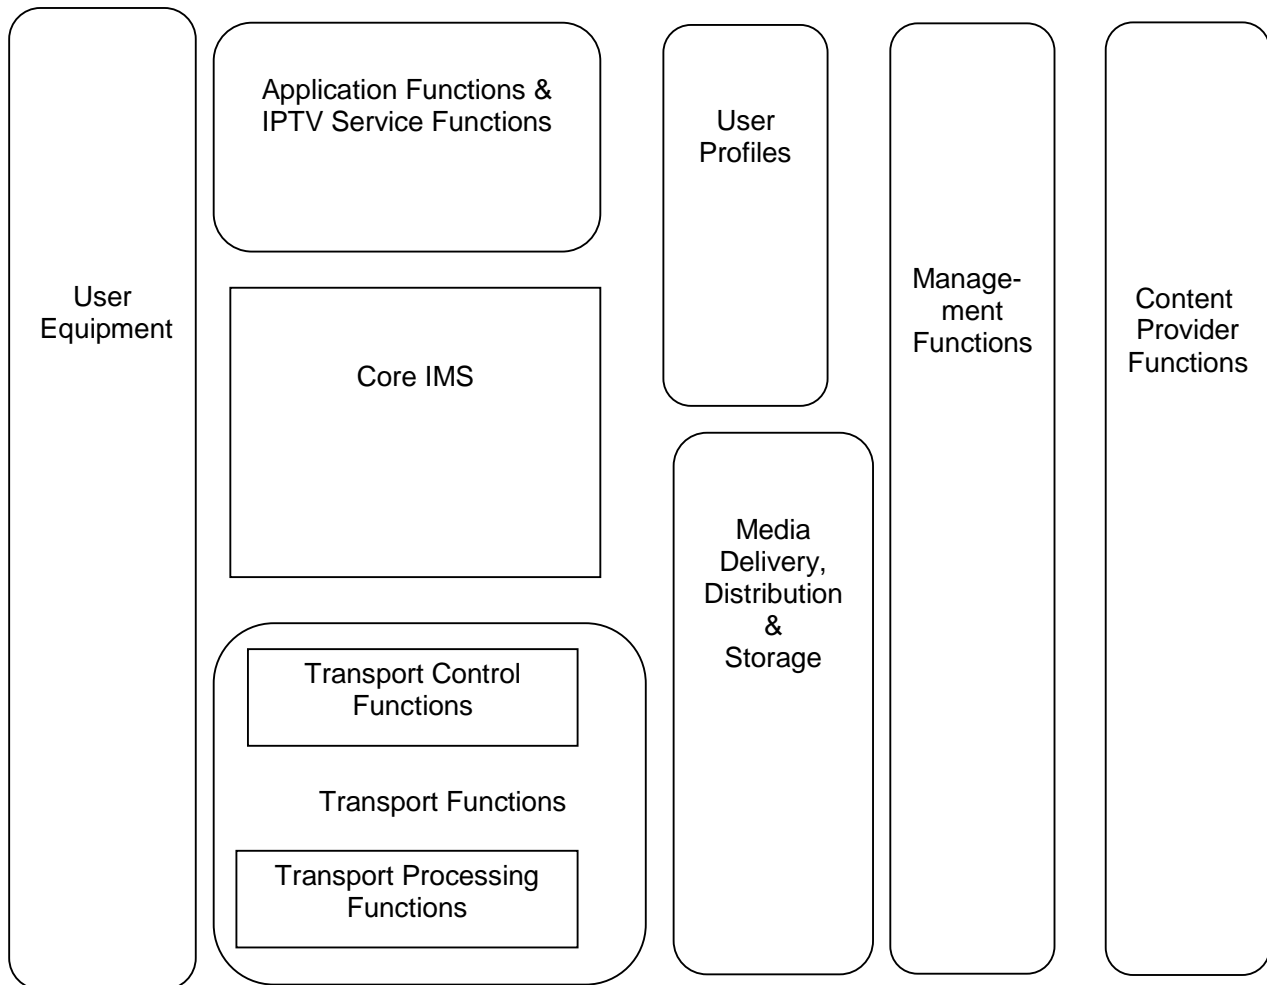 User
Equipment
Application Functions &
IPTV Service Functions
Core IMS
Transport Control
Functions
Transport Functions
Transport Processing
Functions
User
Profiles
Media
Delivery,
Distribution
&
Storage
Manage-
ment
Functions
Content
Provider
Functions